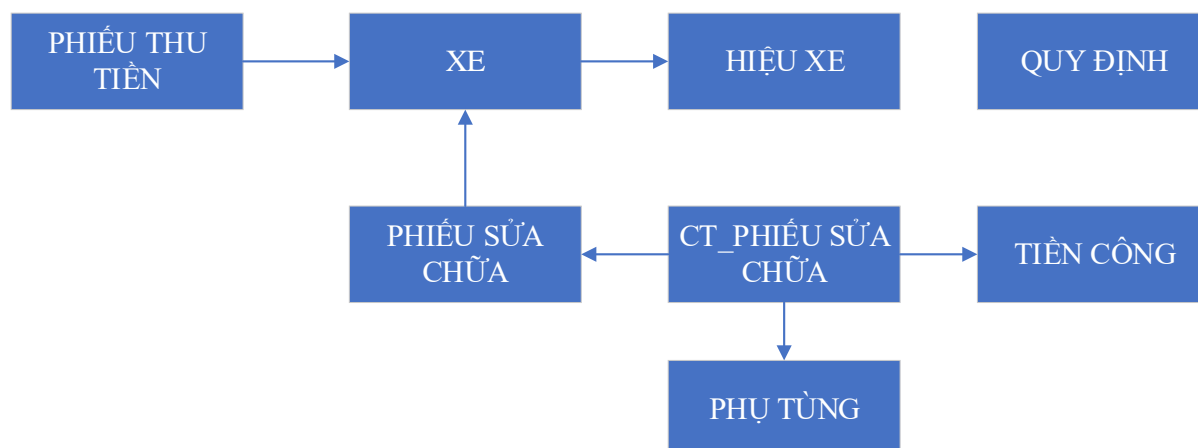 PHIẾU THU
TIỀN
XE
HIỆU XE
QUY ĐỊNH
PHIẾU SỬA
CHỮA
CT_PHIẾU SỬA
CHỮA
TIỀN CÔNG
PHỤ TÙNG